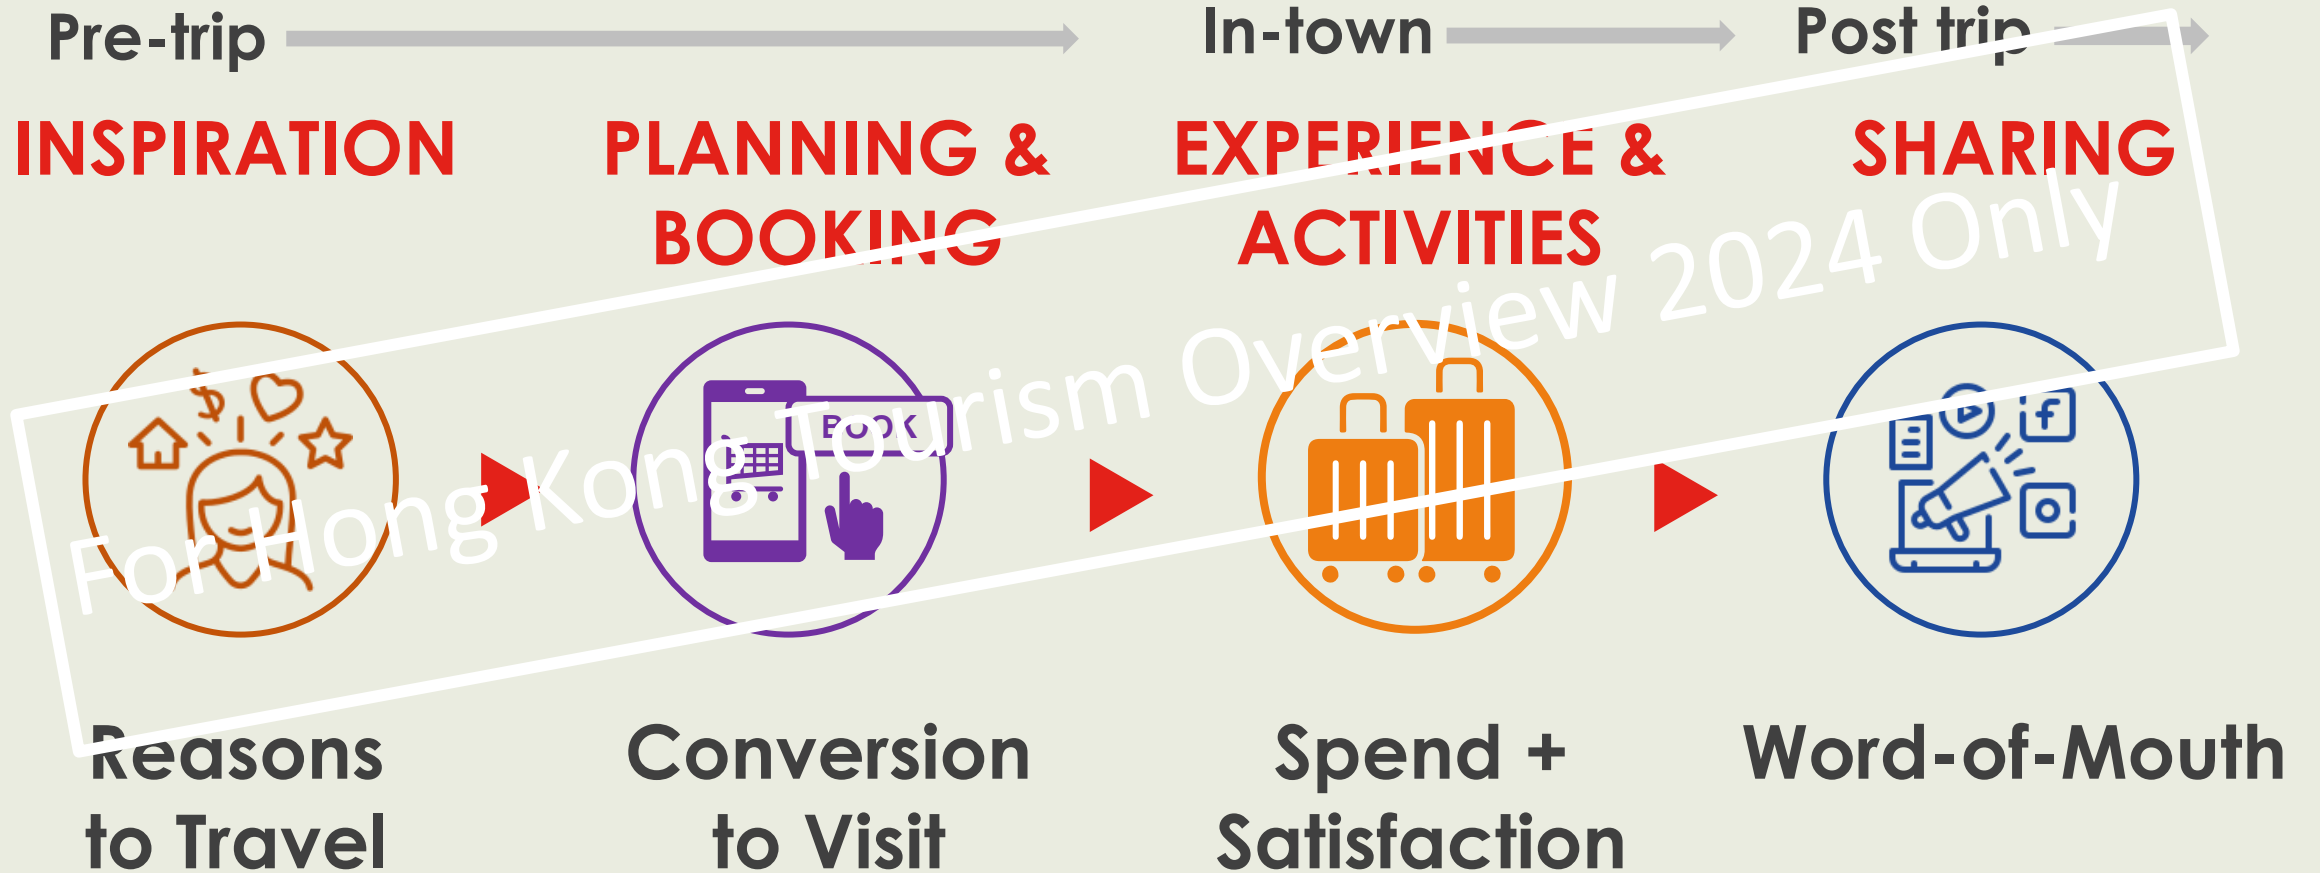 Pre-trip
In-town
Post trip
INSPIRATION
PLANNING &
BOOKING
EXPERIENCE &
ACTIVITIES
SHARING
BOOK
f
For Hong Kong Tourism Overview 2024 Only
Reasons
to Travel
Conversion
to Visit
Spend +
Satisfaction
Word-of-Mouth